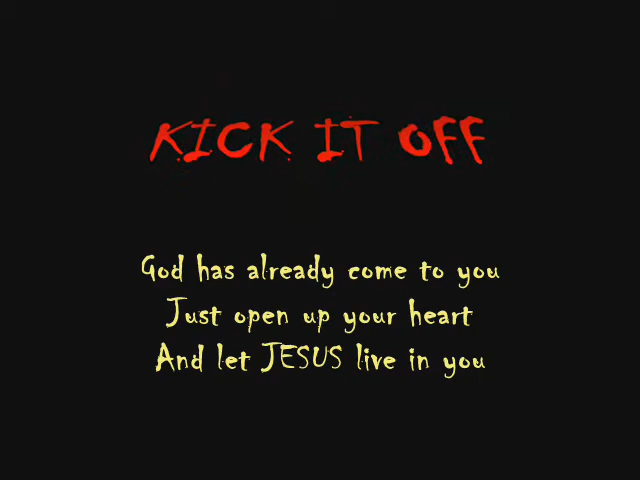 KICK IT OFF
God has already come to you
Just open up your heart
And let JESUS live in you